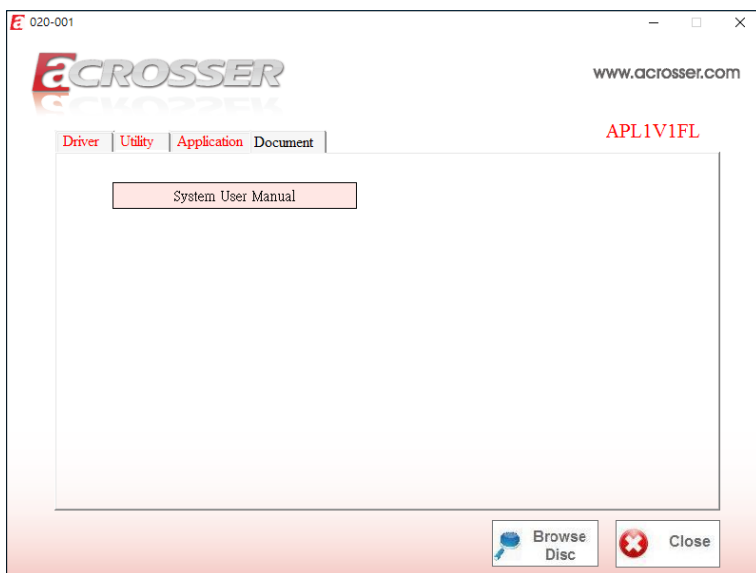 020-001
aCROSSER
www.acrosser.com
APL1V1FL
Driver Utility Application Document
System User Manual
Browse
Disc
Close